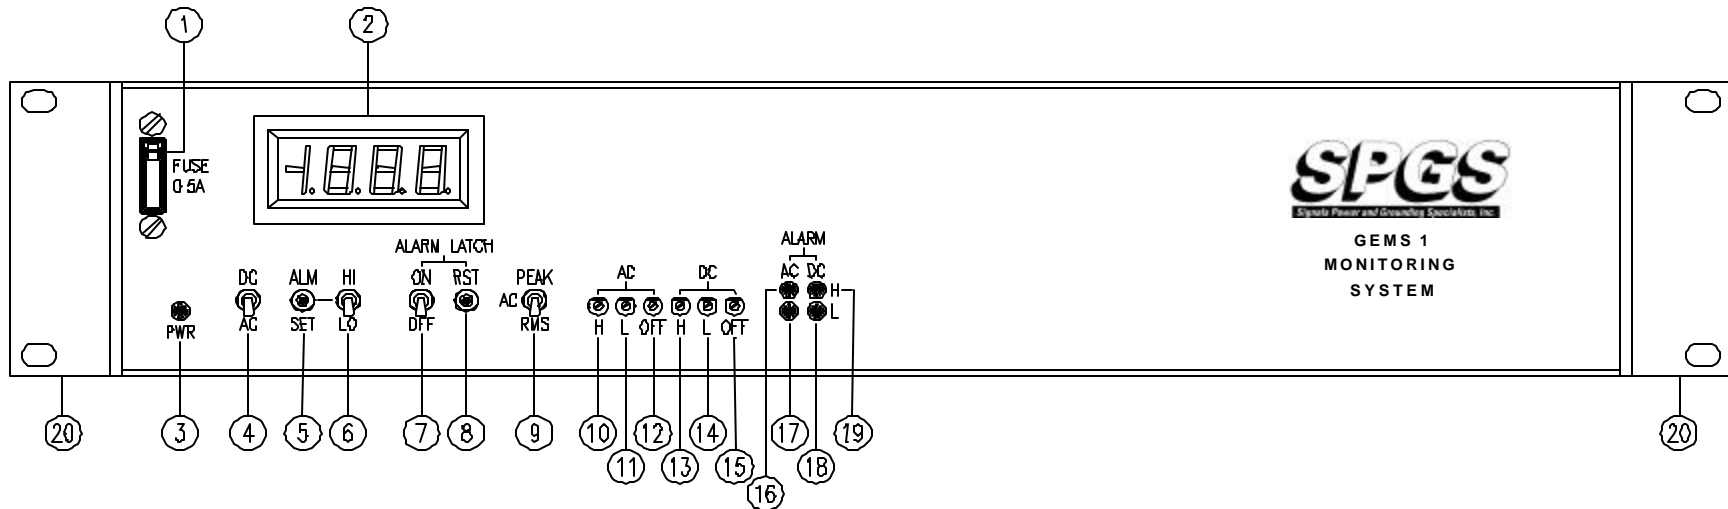 1 2
FUSE
0.5A
-1.8.8.8.
SPGS
Signals Power and Grounding Specialists, Inc.
GEMS 1
MONITORING
SYSTEM
ALARM LATCH
ALARM
DC ALM HI ON RST PEAK AC DC AC DC
AC H
PWR AC SET LO OFF RMS H L OFF H L OFF L
20 3 4 5 6 7 8 9 10 12 14 17 19 20
11 13 15 18
16